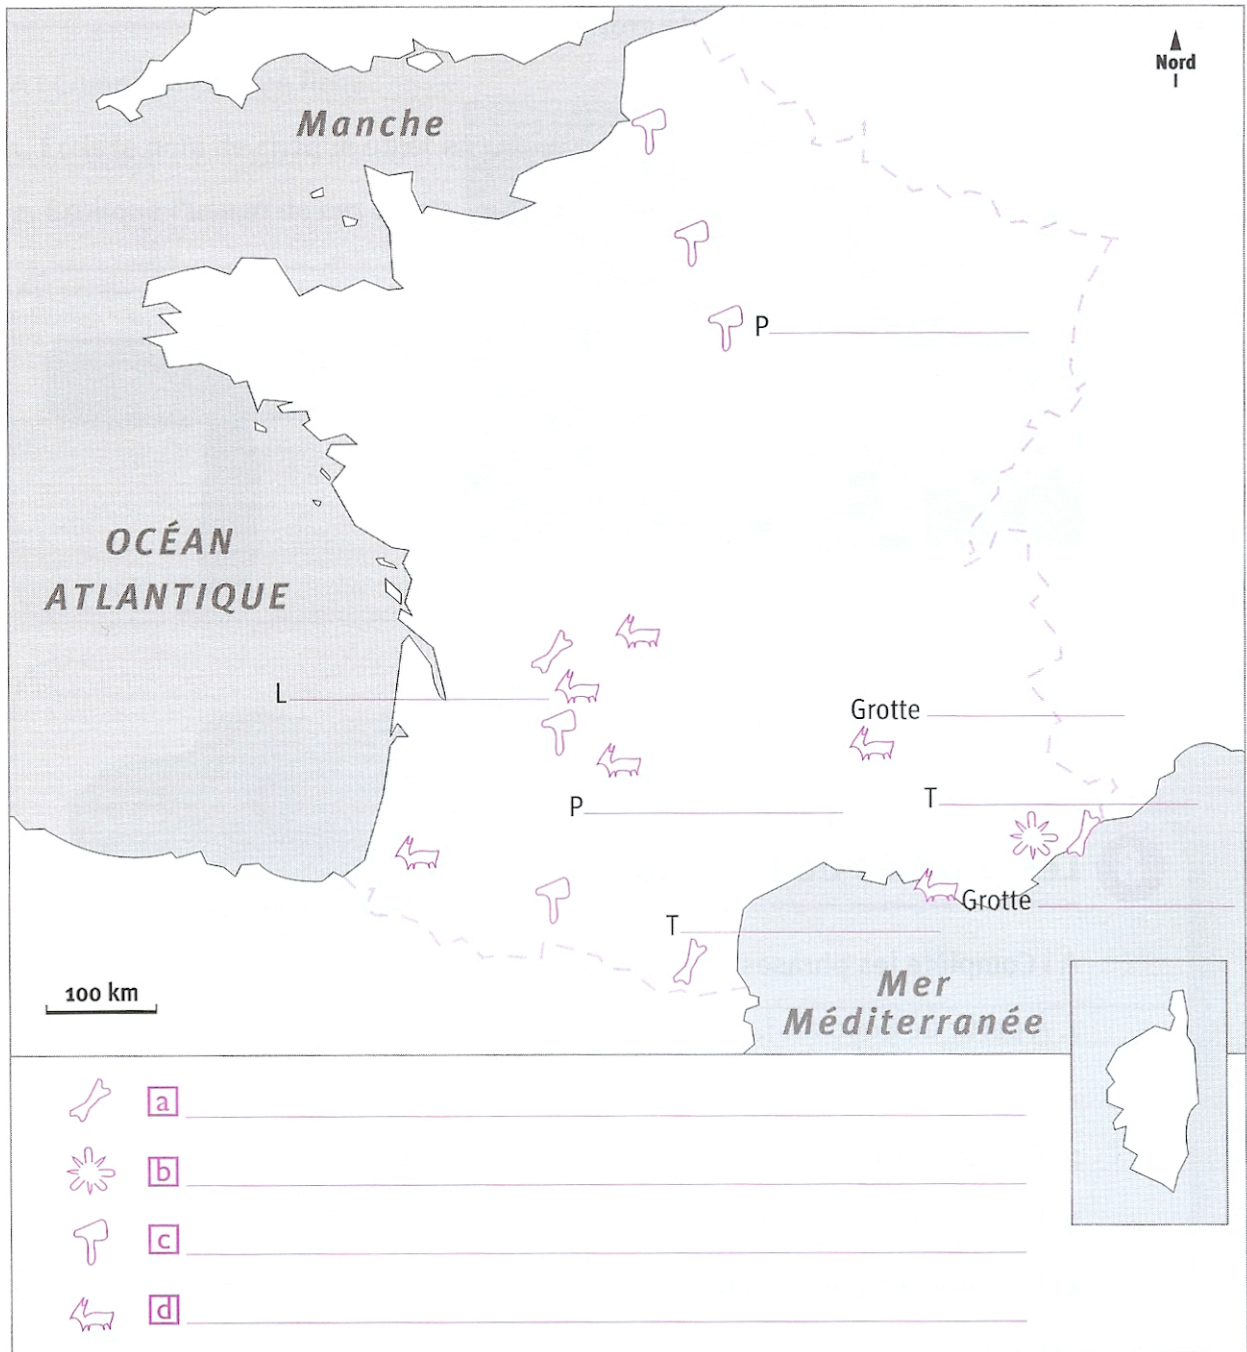 Nord
Manche
P
OCÉAN
ATLANTIQUE
L
Grotte
T
P
Grotte
T
Mer
Méditerranée
100 km
a
b
c
d